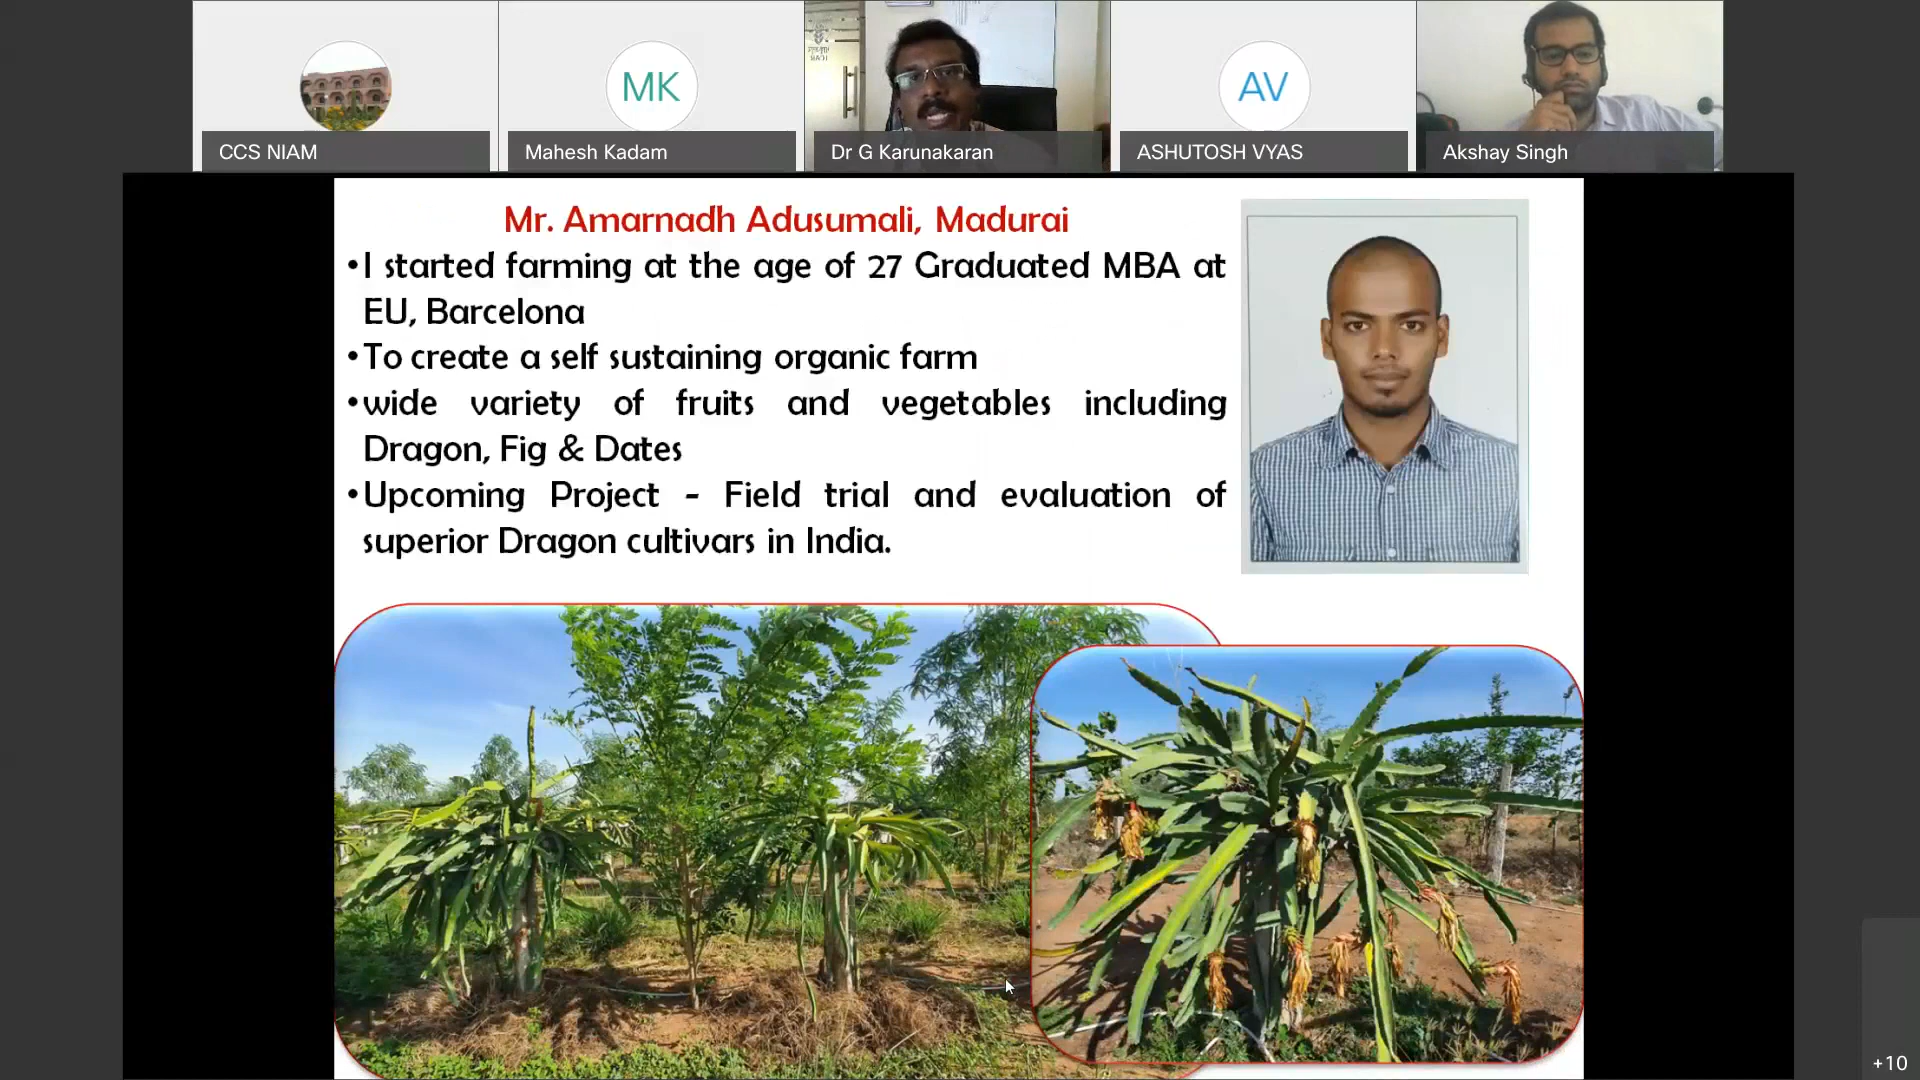 MK
AV
CCS NIAM
Mahesh Kadam
Dr G Karunakaran
ASHUTOSH VYAS
Akshay Singh
Mr. Amarnadh Adusumali, Madurai
•I started farming at the age of 27 Graduated MBA at
EU, Barcelona
•To create a self sustaining organic farm
•wide variety of fruits and vegetables including
Dragon, Fig & Dates
•Upcoming Project - Field trial and evaluation of
superior Dragon cultivars in India.
+10